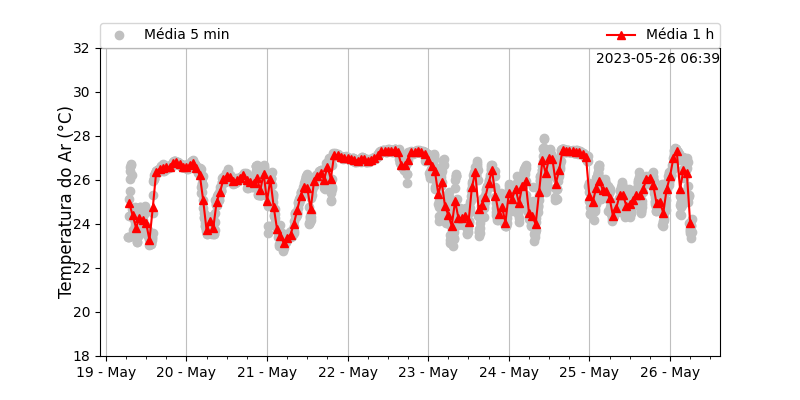 Média 5 min
Média 1 h
2023-05-26 06:39
Temperatura do Ar (°C)
32
30
28
26
24
22
20
18
19 - May
20 - May
21 - May
22 - May
23 - May
24 - May
25 - May
26 - May